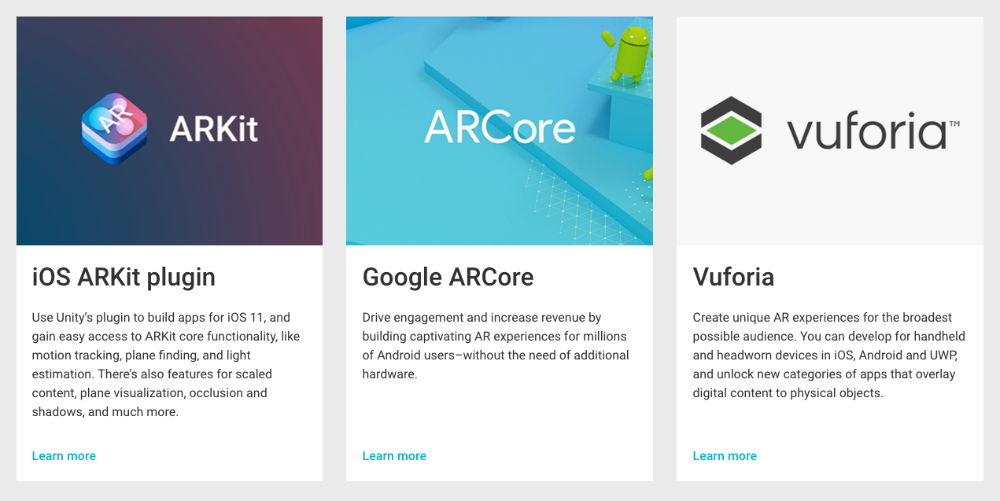 AR
ARKit
ARCore
vuforia™
iOS ARKit plugin
Use Unity’s plugin to build apps for iOS 11, and
gain easy access to ARKit core functionality, like
motion tracking, plane finding, and light
estimation. There’s also features for scaled
content, plane visualization, occlusion and
shadows, and much more.
Learn more
Google ARCore
Drive engagement and increase revenue by
building captivating AR experiences for millions
of Android users–without the need of additional
hardware.
Learn more
Vuforia
Create unique AR experiences for the broadest
possible audience. You can develop for handheld
and headworn devices in iOS, Android and UWP,
and unlock new categories of apps that overlay
digital content to physical objects.
Learn more